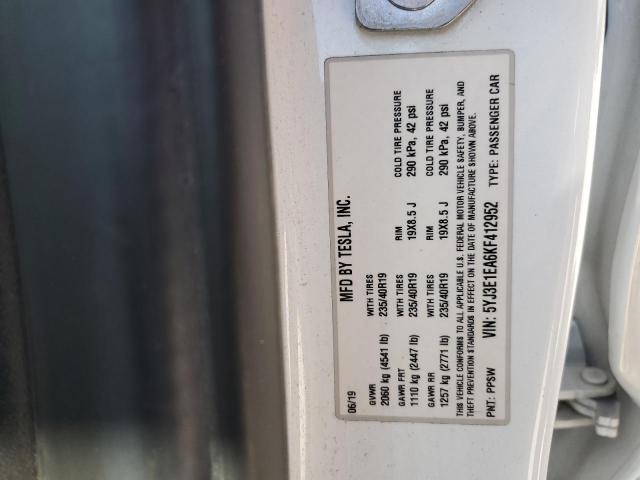 MFD BY TESLA, INC.
06/19
GVWR WITH TIRES
2060 kg (4541 lb) 235/40R19
GAWR FRT WITH TIRES RIM COLD TIRE PRESSURE
1110 kg (2447 lb) 235/40R19 19X8.5 J 290 kPa, 42 psi
GAWR RR WITH TIRES RIM COLD TIRE PRESSURE
1257 kg (2771 lb) 235/40R19 19X8.5 J 290 kPa, 42 psi
THIS VEHICLE CONFORMS TO ALL APPLICABLE U.S. FEDERAL MOTOR VEHICLE SAFETY, BUMPER, AND
THEFT PREVENTION STANDARDS IN EFFECT ON THE DATE OF MANUFACTURE SHOWN ABOVE.
PNT: PPSW VIN: 5YJ3E1EA6KF412952 TYPE: PASSENGER CAR